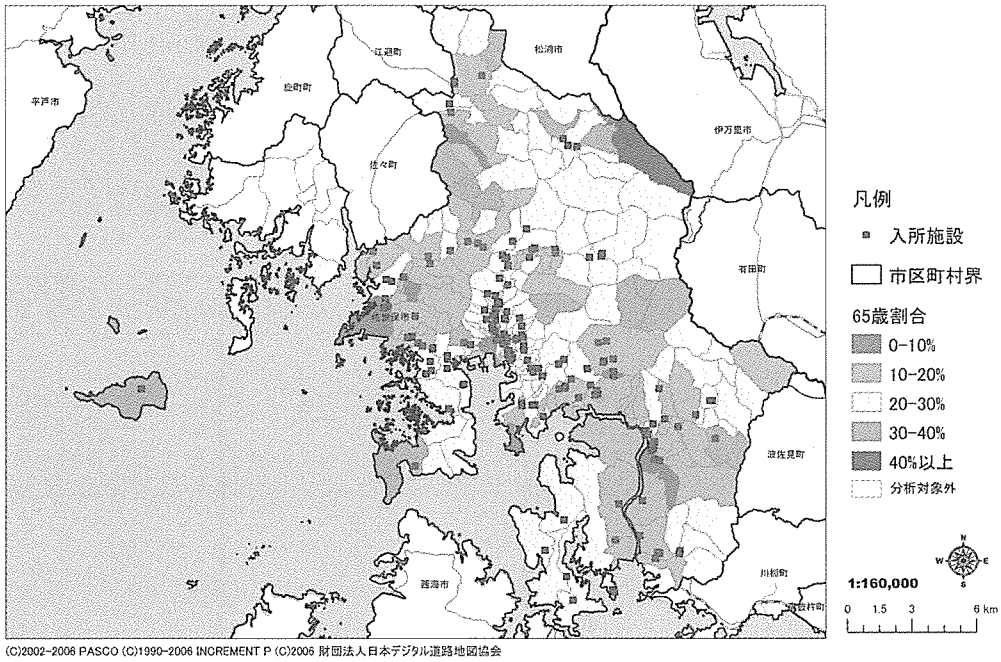 平戸市
鹿町町
江迎町
松浦市
佐々町
伊万里市
有田町
佐世保市
波佐見町
西海市
川棚町
凡例
入所施設
市区町村界
65歳割合
0-10%
10-20%
20-30%
30-40%
40%以上
分析対象外
N
W
E
S
1:160,000
0 1.5 3 6 km
(C)2002-2006 PASCO (C)1990-2006 INCREMENT P (C)2006 財団法人日本デジタル道路地図協会